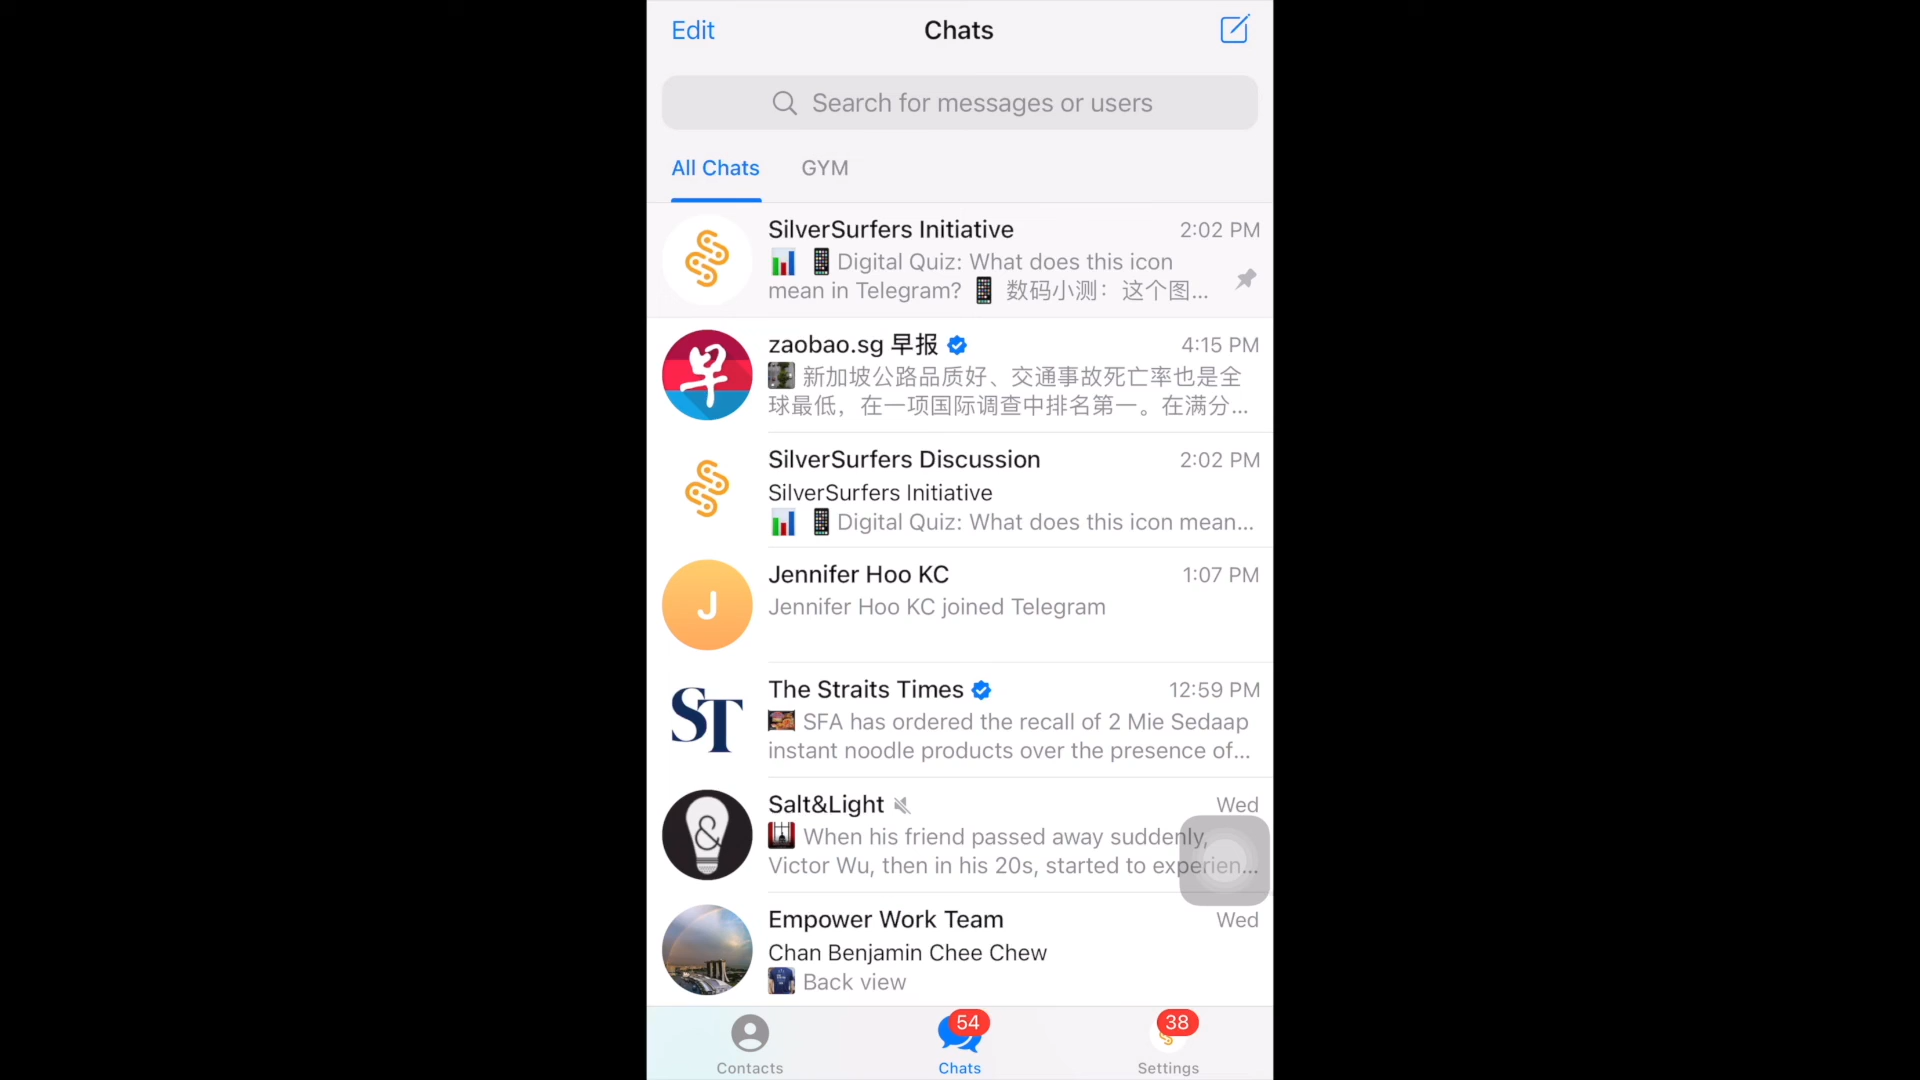 Edit
Chats
Search for messages or users
All Chats
GYM
SilverSurfers Initiative
2:02 PM
📊 📱 Digital Quiz: What does this icon
mean in Telegram? 📱 数码小测：这个图...
早
zaobao.sg 早报
4:15 PM
新加坡公路品质好、交通事故死亡率也是全
球最低，在一项国际调查中排名第一。在满分...
SilverSurfers Discussion
2:02 PM
SilverSurfers Initiative
📊 📱 Digital Quiz: What does this icon mean...
J
Jennifer Hoo KC
1:07 PM
Jennifer Hoo KC joined Telegram
ST
The Straits Times
12:59 PM
SFA has ordered the recall of 2 Mie Sedaap
instant noodle products over the presence of...
&
Salt&Light
Wed
When his friend passed away suddenly,
Victor Wu, then in his 20s, started to experien...
Empower Work Team
Wed
Chan Benjamin Chee Chew
Back view
54
38
Contacts
Chats
Settings